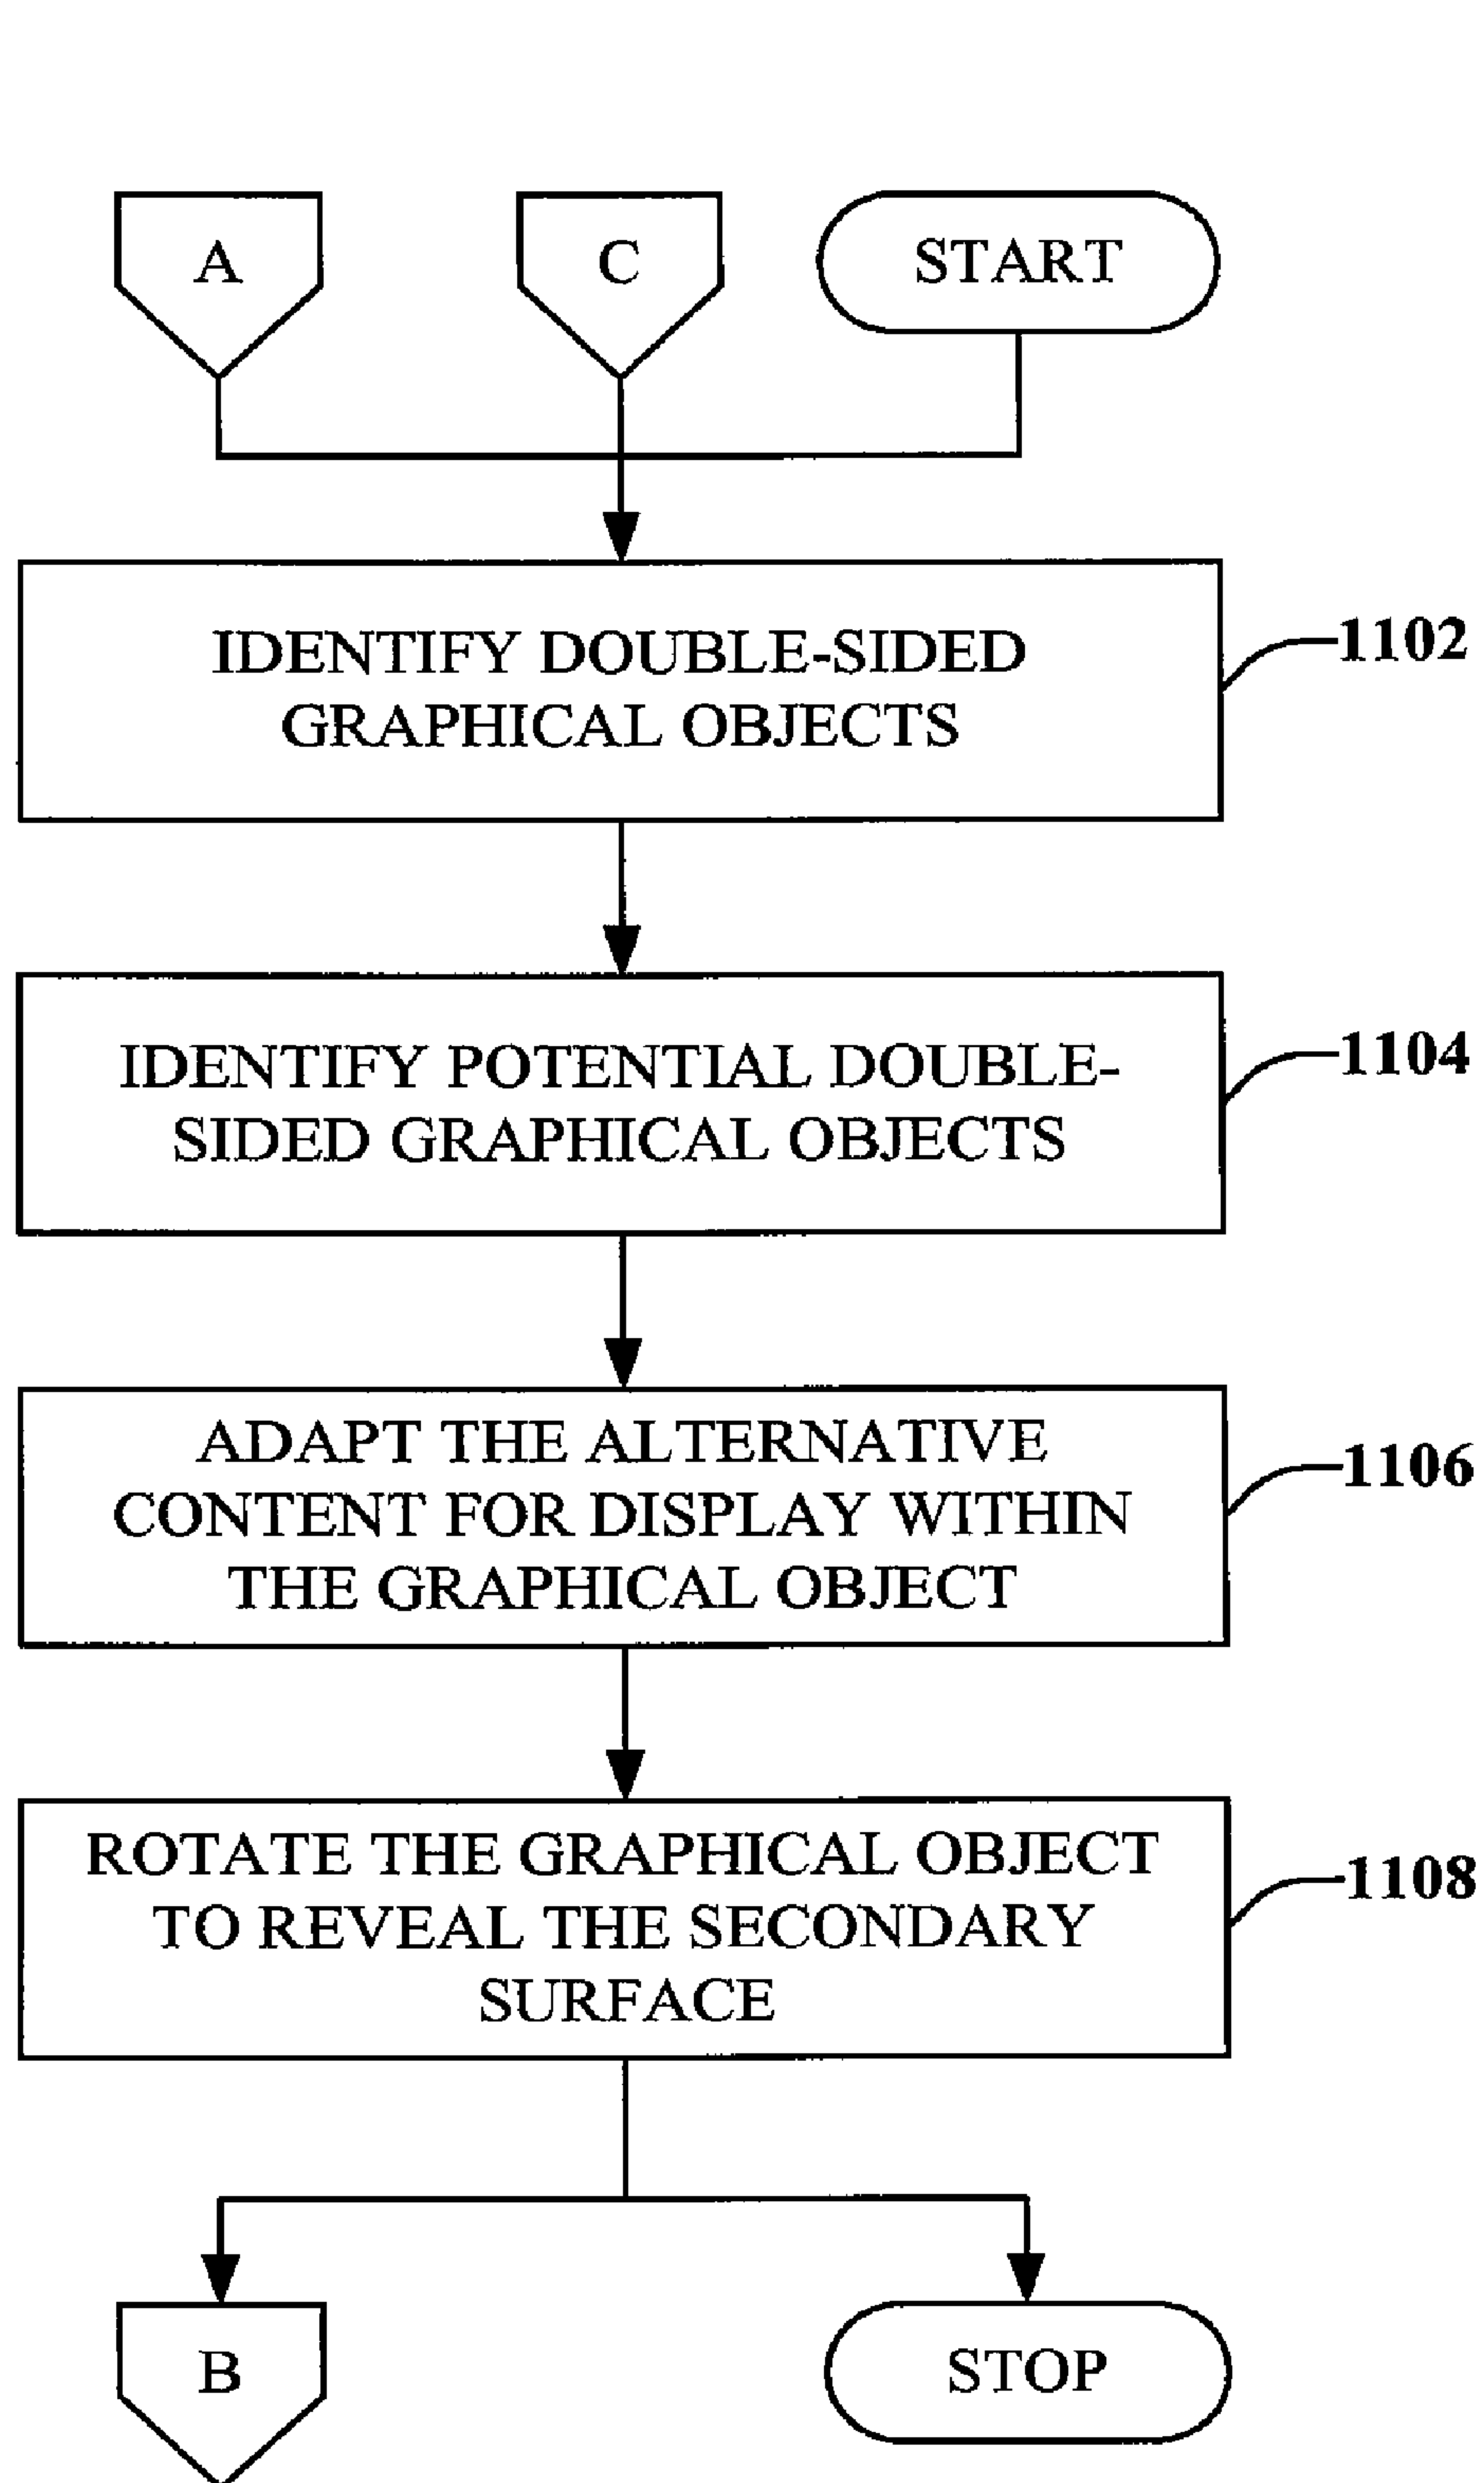 A
C
START
IDENTIFY DOUBLE-SIDED
GRAPHICAL OBJECTS
1102
IDENTIFY POTENTIAL DOUBLE-
SIDED GRAPHICAL OBJECTS
1104
ADAPT THE ALTERNATIVE
CONTENT FOR DISPLAY WITHIN
THE GRAPHICAL OBJECT
1106
ROTATE THE GRAPHICAL OBJECT
TO REVEAL THE SECONDARY
SURFACE
1108
B
STOP